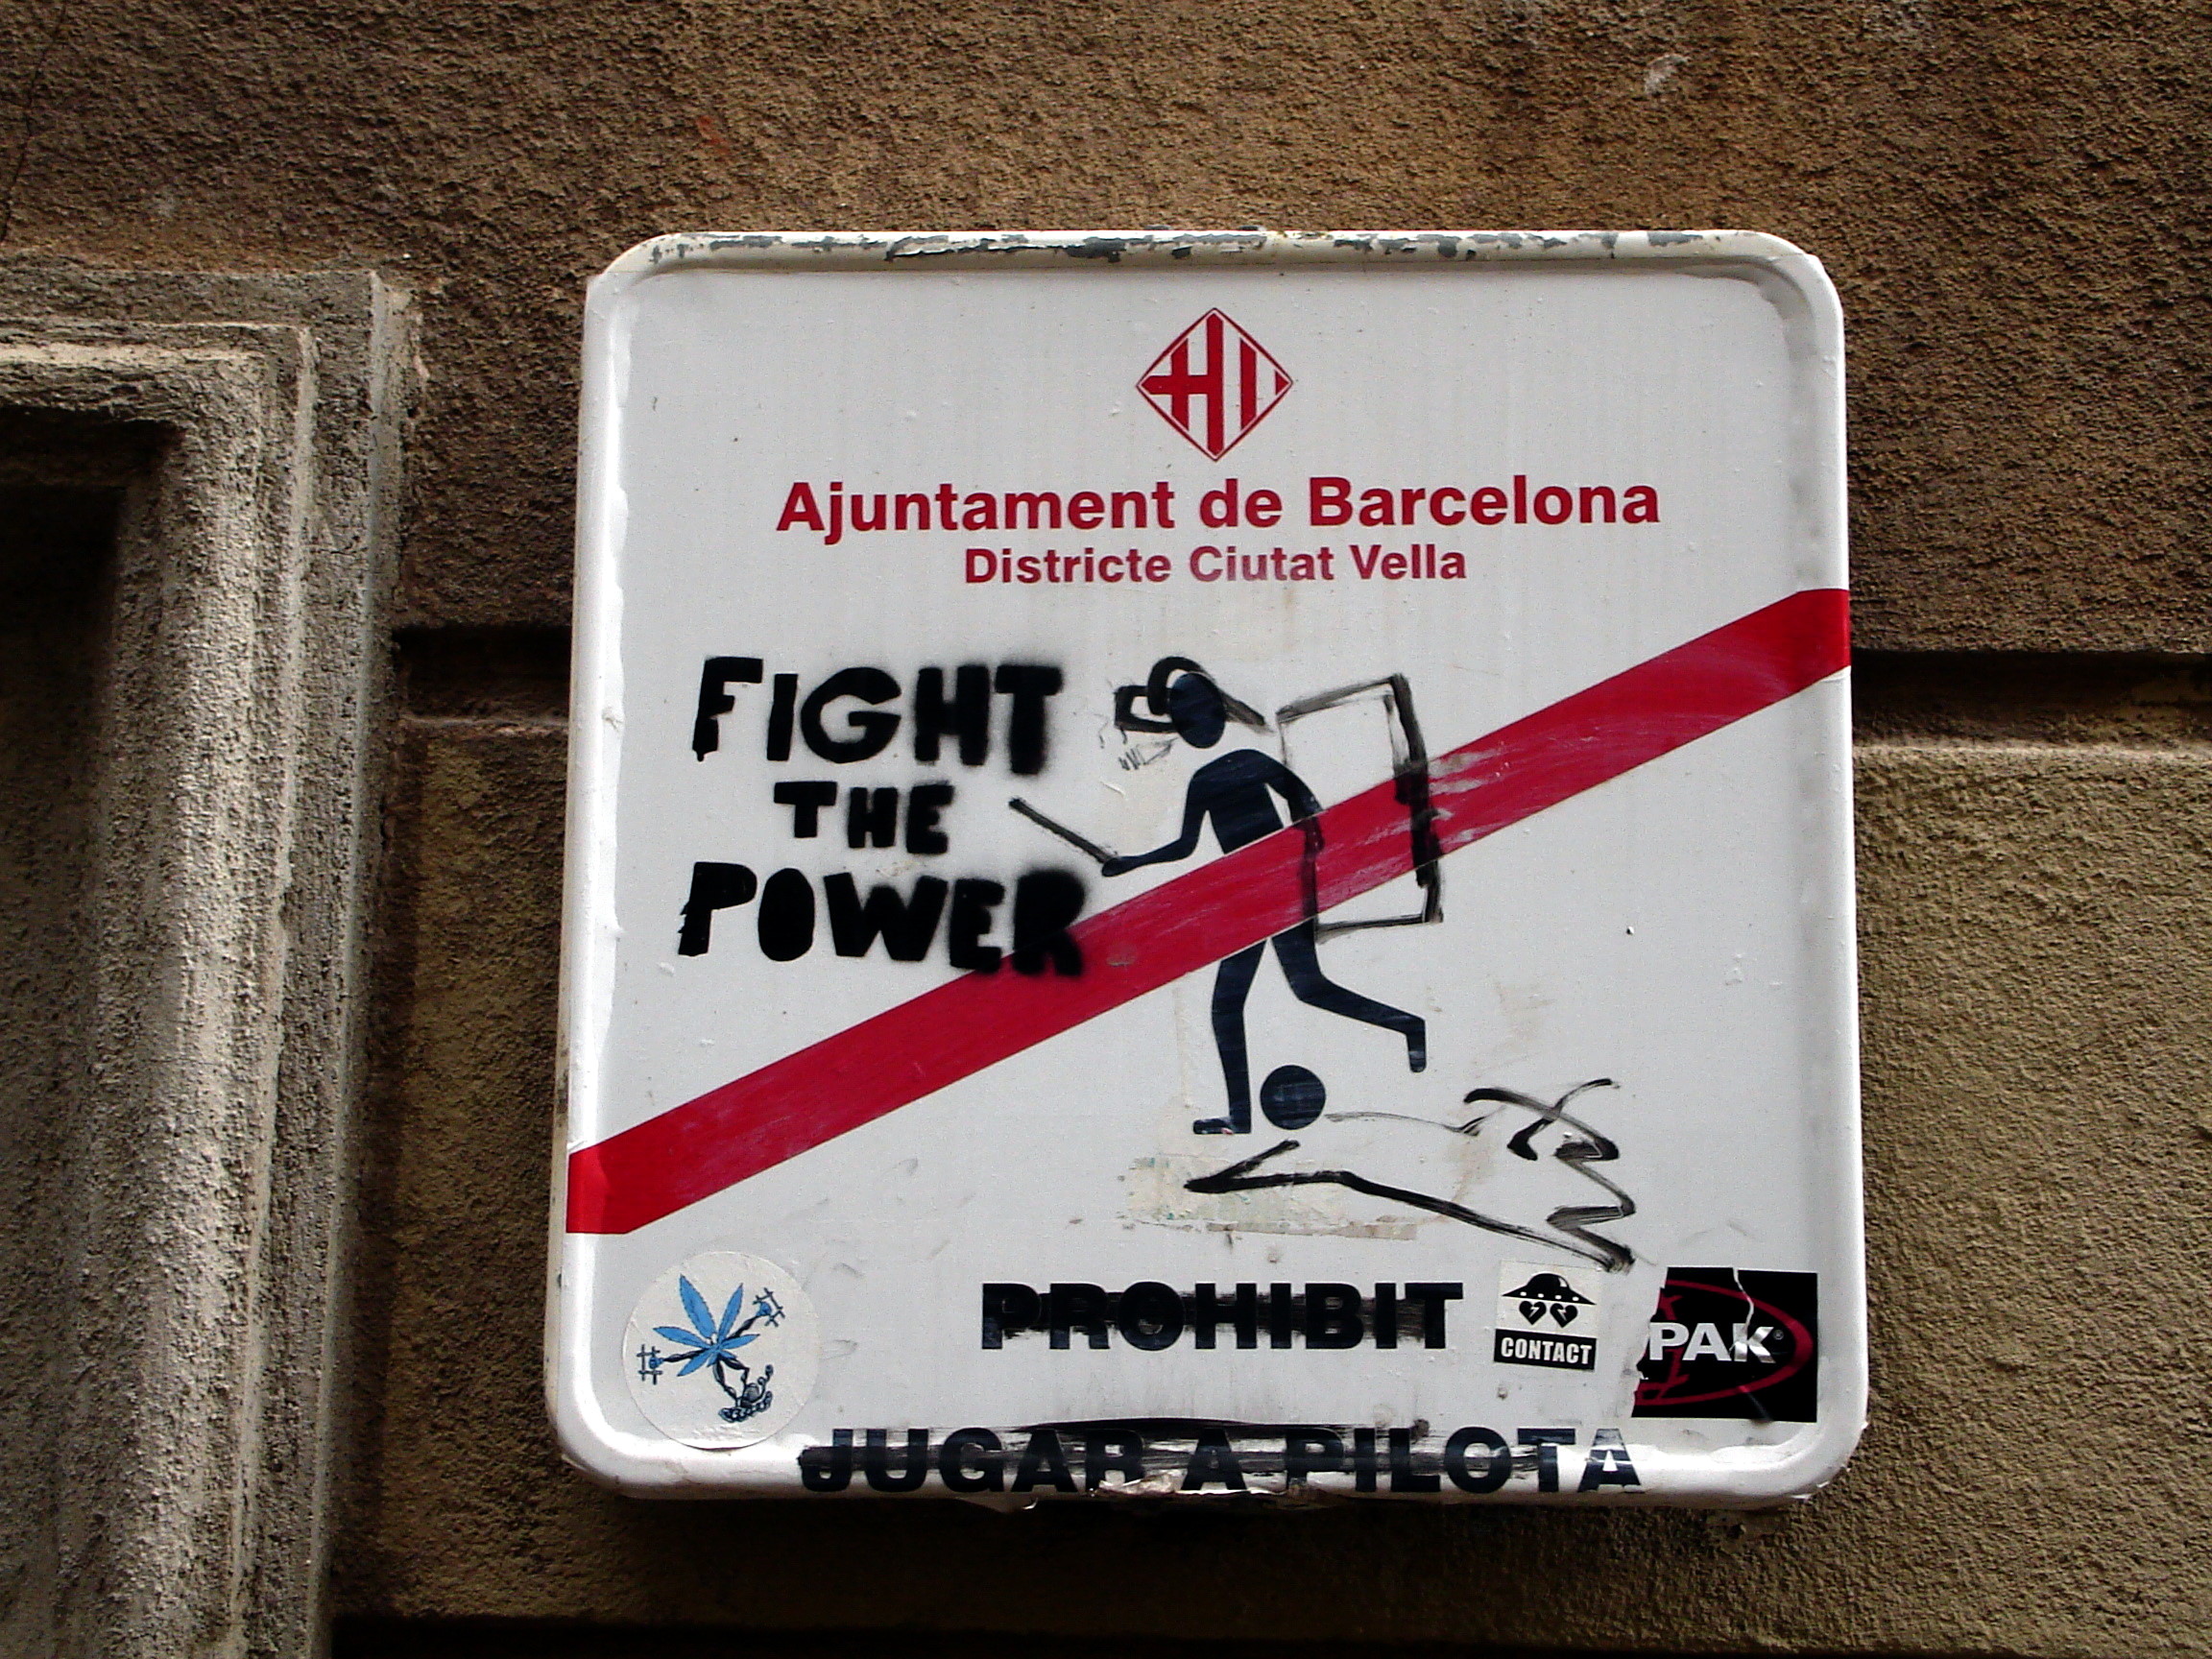 Ajuntament de Barcelona
Districte Ciutat Vella
FIGHT
THE
POWER
PROHIBIT
CONTACT
PAK®
JUGAR A PILOTA